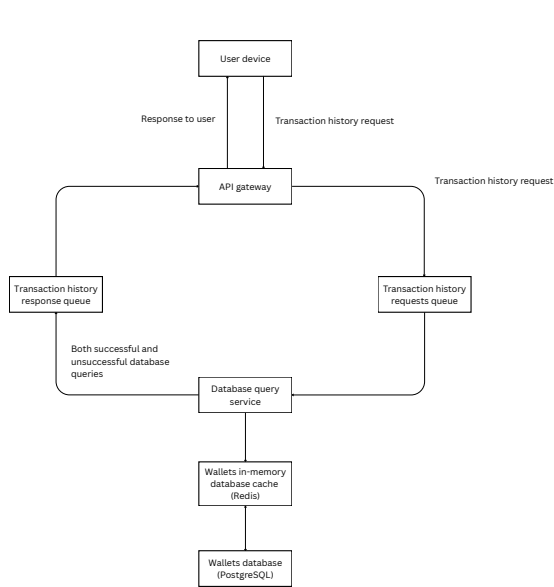 User device
Response to user
Transaction history request
API gateway
Transaction history request
Transaction history
response queue
Transaction history
requests queue
Both successful and
unsuccessful database
queries
Database query
service
Wallets in-memory
database cache
(Redis)
Wallets database
(PostgreSQL)